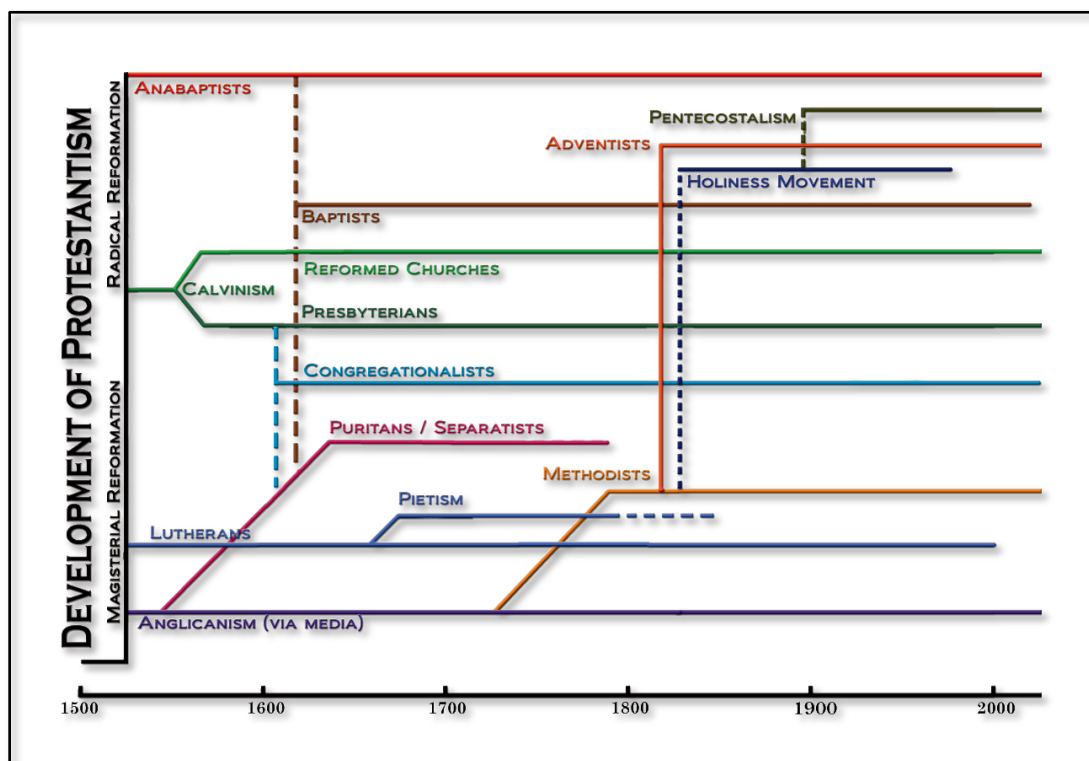 DEVELOPMENT OF PROTESTANTISM
RADICAL REFORMATION
MAGISTERIAL REFORMATION
ANABAPTISTS
PENTECOSTALISM
ADVENTISTS
HOLINESS MOVEMENT
BAPTISTS
REFORMED CHURCHES
CALVINISM
PRESBYTERIANS
CONGREGATIONALISTS
PURITANS / SEPARATISTS
METHODISTS
PIETISM
LUTHERANS
ANGLICANISM (VIA MEDIA)
1500 1600 1700 1800 1900 2000